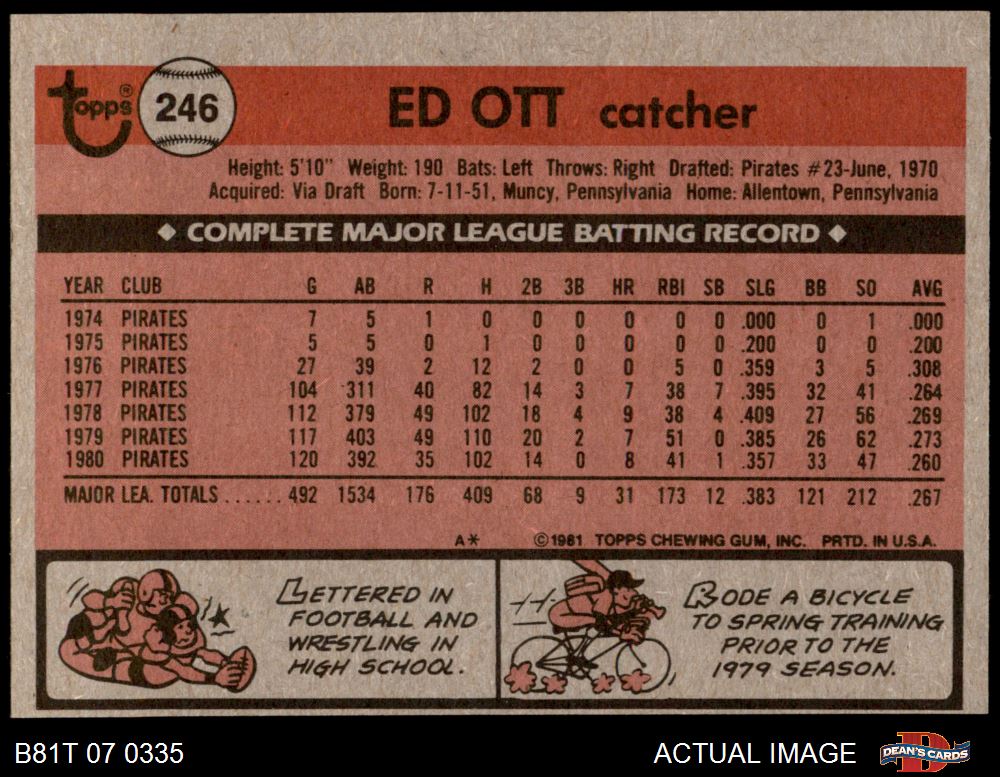 topps® 246 ED OTT catcher
Height: 5'10" Weight: 190 Bats: Left Throws: Right Drafted: Pirates #23-June, 1970
Acquired: Via Draft Born: 7-11-51, Muncy, Pennsylvania Home: Allentown, Pennsylvania
◆ COMPLETE MAJOR LEAGUE BATTING RECORD ◆
YEAR CLUB G AB R H 2B 3B HR RBI SB SLG BB SO AVG
1974 PIRATES 7 5 1 0 0 0 0 0 0 .000 0 1 .000
1975 PIRATES 5 5 0 1 0 0 0 0 0 .200 0 0 .200
1976 PIRATES 27 39 2 12 2 0 0 5 0 .359 3 5 .308
1977 PIRATES 104 311 40 82 14 3 7 38 7 .395 32 41 .264
1978 PIRATES 112 379 49 102 18 4 9 38 4 .409 27 56 .269
1979 PIRATES 117 403 49 110 20 2 7 51 0 .385 26 62 .273
1980 PIRATES 120 392 35 102 14 0 8 41 1 .357 33 47 .260
MAJOR LEA. TOTALS ...... 492 1534 176 409 68 9 31 173 12 .383 121 212 .267
A* ©1981 TOPPS CHEWING GUM, INC. PRTD. IN U.S.A.
LETTERED IN
FOOTBALL AND
WRESTLING IN
HIGH SCHOOL.
RODE A BICYCLE
TO SPRING TRAINING
PRIOR TO THE
1979 SEASON.
B81T 07 0335 ACTUAL IMAGE DEAN'S CARDS